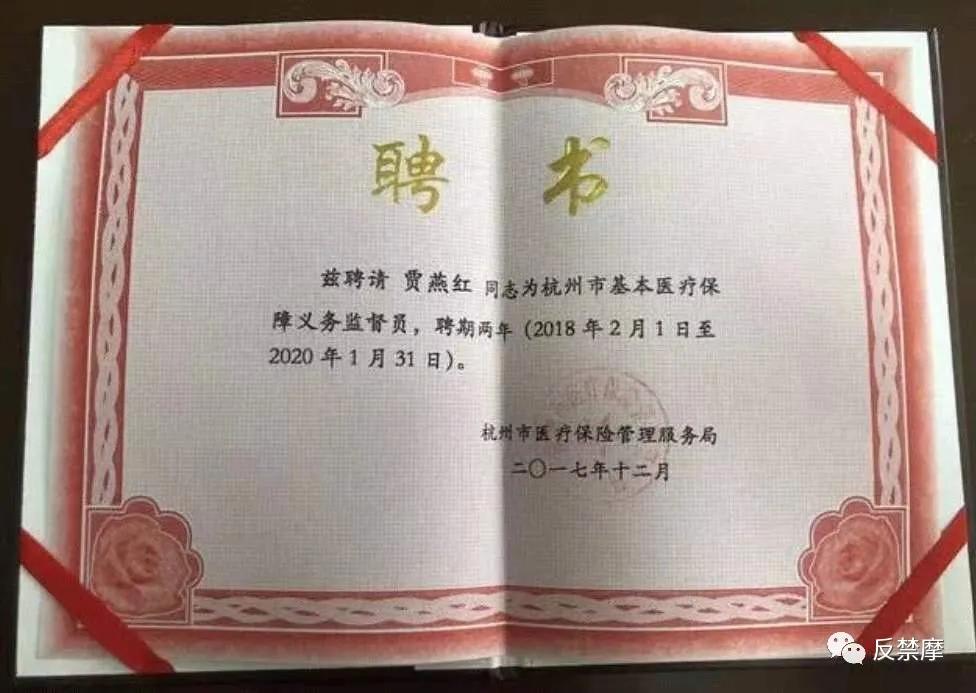 聘 书
兹聘请 贾燕红 同志为杭州市基本医疗保
障义务监督员，聘期两年（2018 年 2 月 1 日至
2020 年 1 月 31 日）。
杭州市医疗保险管理服务局
二〇一七年十二月
反禁摩